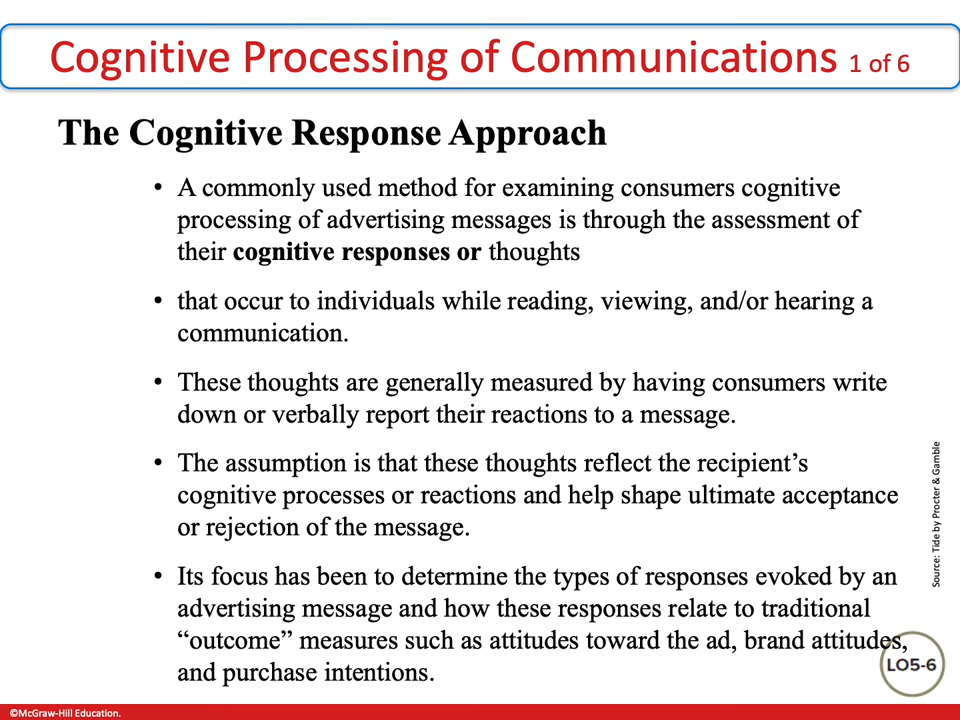 Cognitive Processing of Communications 1 of 6
The Cognitive Response Approach
• A commonly used method for examining consumers cognitive
processing of advertising messages is through the assessment of
their cognitive responses or thoughts
• that occur to individuals while reading, viewing, and/or hearing a
communication.
• These thoughts are generally measured by having consumers write
down or verbally report their reactions to a message.
• The assumption is that these thoughts reflect the recipient’s
cognitive processes or reactions and help shape ultimate acceptance
or rejection of the message.
• Its focus has been to determine the types of responses evoked by an
advertising message and how these responses relate to traditional
“outcome” measures such as attitudes toward the ad, brand attitudes,
and purchase intentions.
Source: Tide by Procter & Gamble
LO5-6
©McGraw-Hill Education.